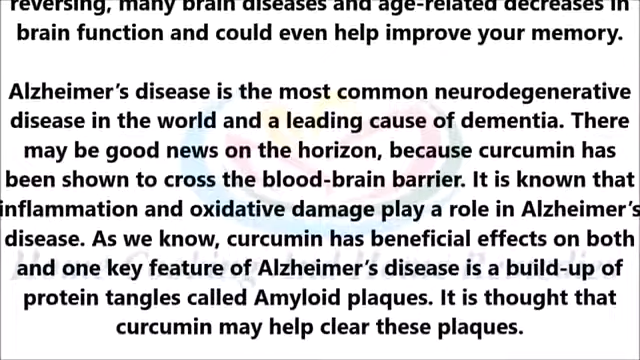 reversing, many brain diseases and age-related decreases in
brain function and could even help improve your memory.
Alzheimer’s disease is the most common neurodegenerative
disease in the world and a leading cause of dementia. There
may be good news on the horizon, because curcumin has
been shown to cross the blood-brain barrier. It is known that
inflammation and oxidative damage play a role in Alzheimer’s
disease. As we know, curcumin has beneficial effects on both
and one key feature of Alzheimer’s disease is a build-up of
protein tangles called Amyloid plaques. It is thought that
curcumin may help clear these plaques.